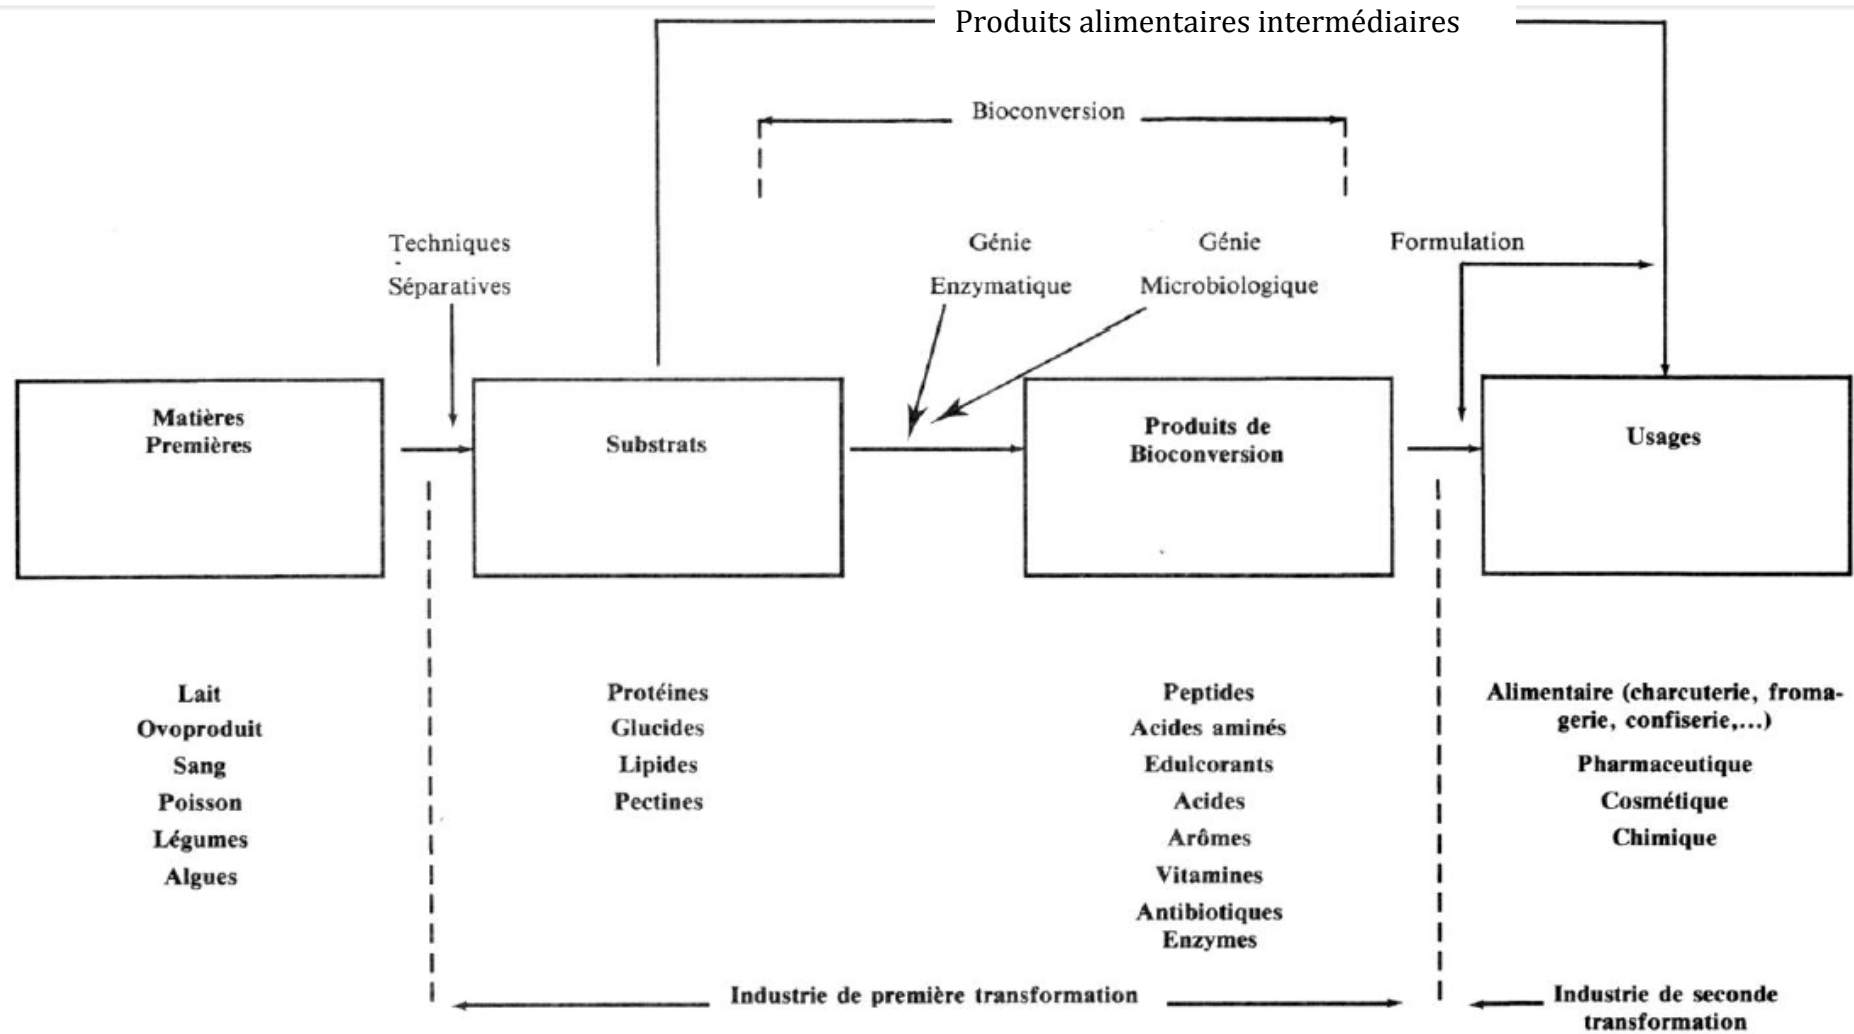 Produits alimentaires intermédiaires
Bioconversion
Techniques
Séparatives
Génie
Enzymatique
Génie
Microbiologique
Formulation
Matières
Premières
Substrats
Produits de
Bioconversion
Usages
Lait
Ovoproduit
Sang
Poisson
Légumes
Algues
Protéines
Glucides
Lipides
Pectines
Peptides
Acides aminés
Edulcorants
Acides
Arômes
Vitamines
Antibiotiques
Enzymes
Alimentaire (charcuterie, froma-
gerie, confiserie,...)
Pharmaceutique
Cosmétique
Chimique
Industrie de première transformation
Industrie de seconde
transformation